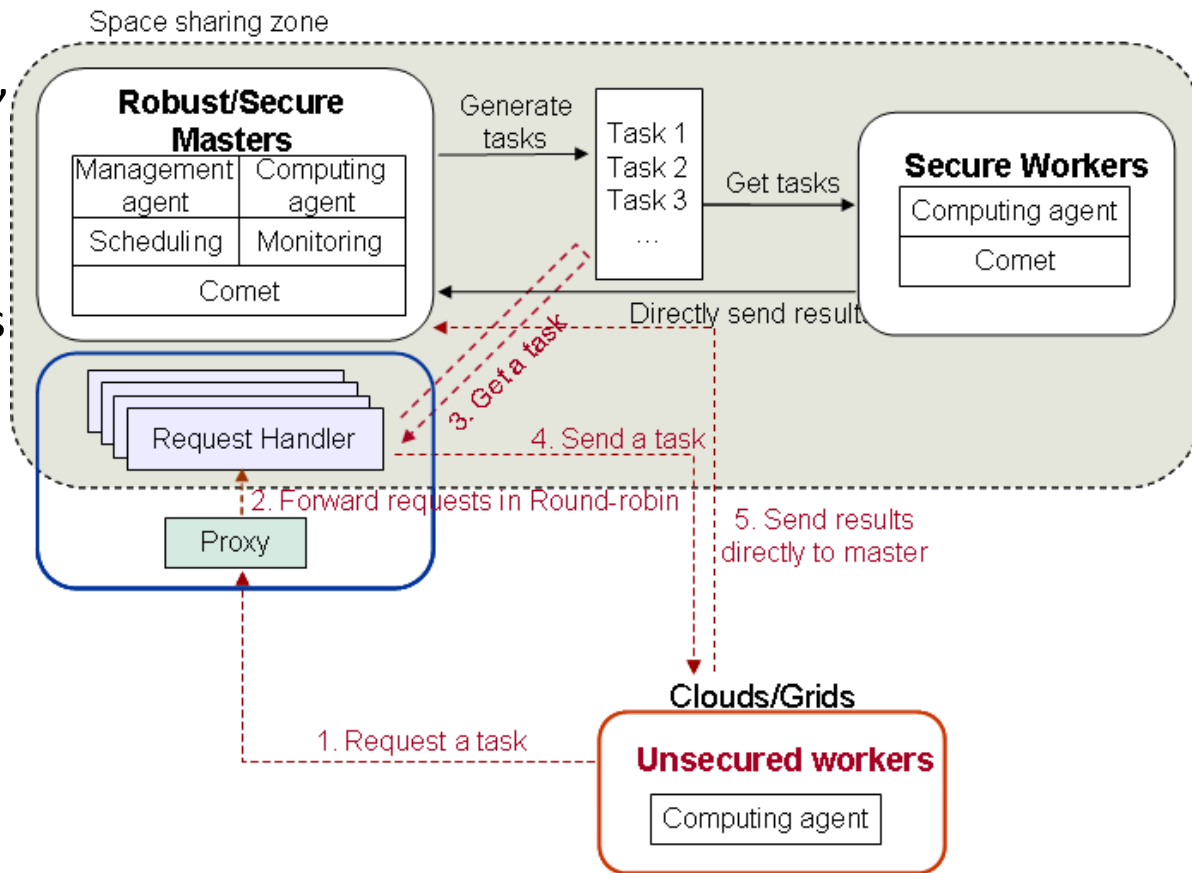 Space sharing zone
Robust/Secure
Masters
Management
agent
Computing
agent
Scheduling
Monitoring
Comet
Generate
tasks
Task 1
Task 2
Task 3
...
Get tasks
Secure Workers
Computing agent
Comet
Directly send results
3. Get a task
Request Handler
4. Send a task
2. Forward requests in Round-robin
Proxy
5. Send results
directly to master
1. Request a task
Clouds/Grids
Unsecured workers
Computing agent